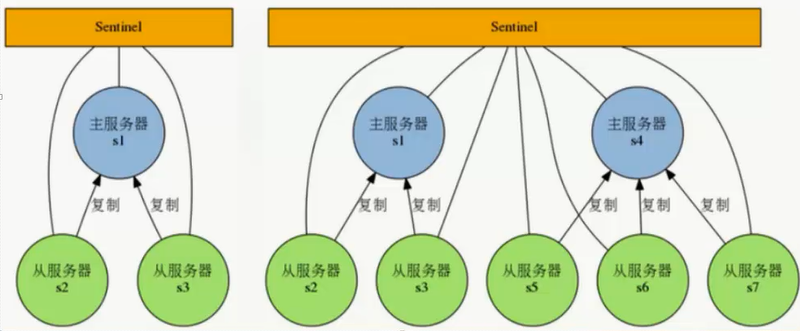 Sentinel
Sentinel
主服务器
s1
主服务器
s1
主服务器
s4
复制
复制
复制
复制
复制
复制
复制
从服务器
s2
从服务器
s3
从服务器
s2
从服务器
s3
从服务器
s5
从服务器
s6
从服务器
s7